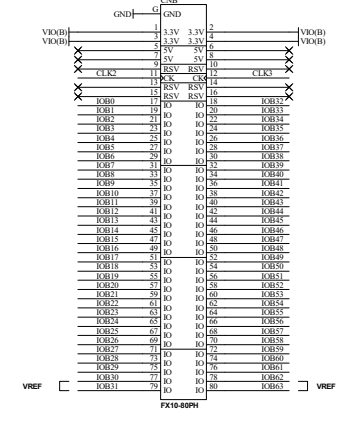 CNB
GND G GND
VIO(B) 1 3.3V 3.3V 2 VIO(B)
VIO(B) 3 3.3V 3.3V 4 VIO(B)
5 5V 5V 6
7 5V 5V 8
9 RSV RSV 10
CLK2 11 CK CK 12 CLK3
13 RSV RSV 14
15 RSV RSV 16
IOB0 17 IO IO 18 IOB32
IOB1 19 IO IO 20 IOB33
IOB2 21 IO IO 22 IOB34
IOB3 23 IO IO 24 IOB35
IOB4 25 IO IO 26 IOB36
IOB5 27 IO IO 28 IOB37
IOB6 29 IO IO 30 IOB38
IOB7 31 IO IO 32 IOB39
IOB8 33 IO IO 34 IOB40
IOB9 35 IO IO 36 IOB41
IOB10 37 IO IO 38 IOB42
IOB11 39 IO IO 40 IOB43
IOB12 41 IO IO 42 IOB44
IOB13 43 IO IO 44 IOB45
IOB14 45 IO IO 46 IOB46
IOB15 47 IO IO 48 IOB47
IOB16 49 IO IO 50 IOB48
IOB17 51 IO IO 52 IOB49
IOB18 53 IO IO 54 IOB50
IOB19 55 IO IO 56 IOB51
IOB20 57 IO IO 58 IOB52
IOB21 59 IO IO 60 IOB53
IOB22 61 IO IO 62 IOB54
IOB23 63 IO IO 64 IOB55
IOB24 65 IO IO 66 IOB56
IOB25 67 IO IO 68 IOB57
IOB26 69 IO IO 70 IOB58
IOB27 71 IO IO 72 IOB59
IOB28 73 IO IO 74 IOB60
IOB29 75 IO IO 76 IOB61
IOB30 77 IO IO 78 IOB62
VREF IOB31 79 IO IO 80 IOB63 VREF
FX10-80PH